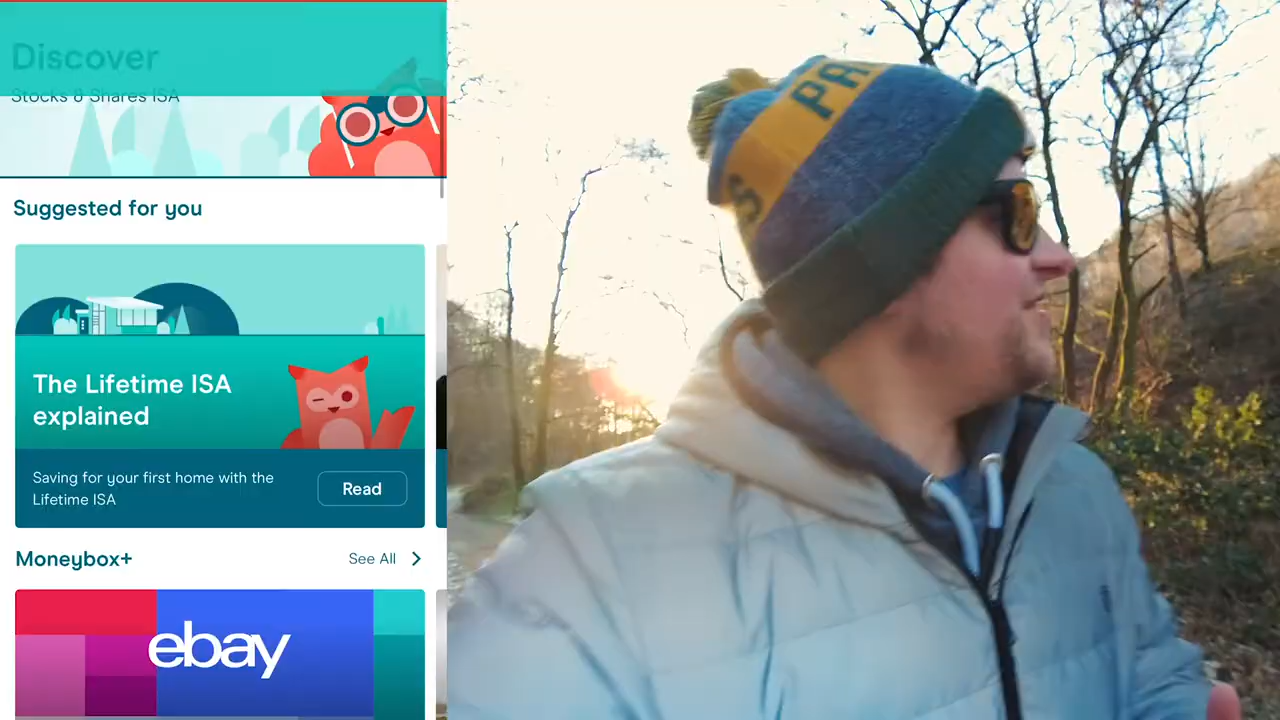 Discover
Stocks & Shares ISA
Suggested for you
The Lifetime ISA
explained
Saving for your first home with the
Lifetime ISA
Read
Moneybox+
See All
ebay